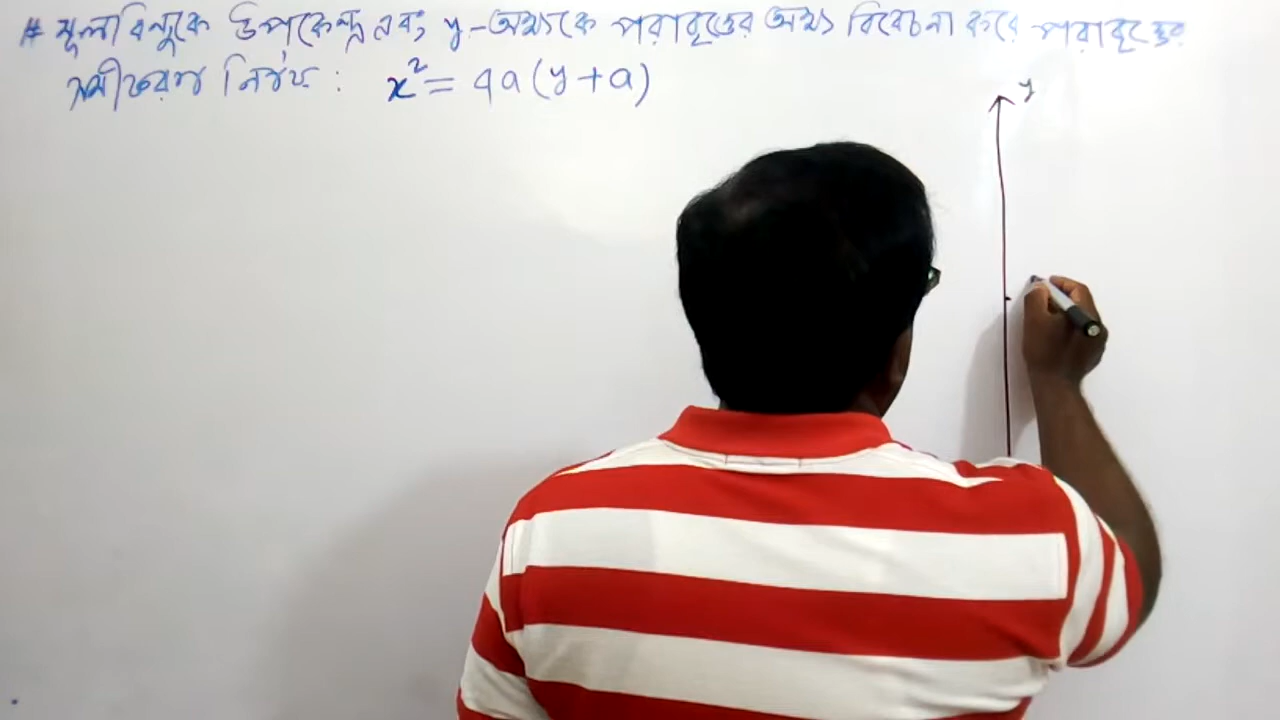 # মূলবিন্দুকে উপকেন্দ্র এবং y-অক্ষকে পরাবৃত্তের অক্ষ বিবেচনা করে পরাবৃত্তের
সমীকরণ নির্ণয় : x² = 4a(y+a)
y